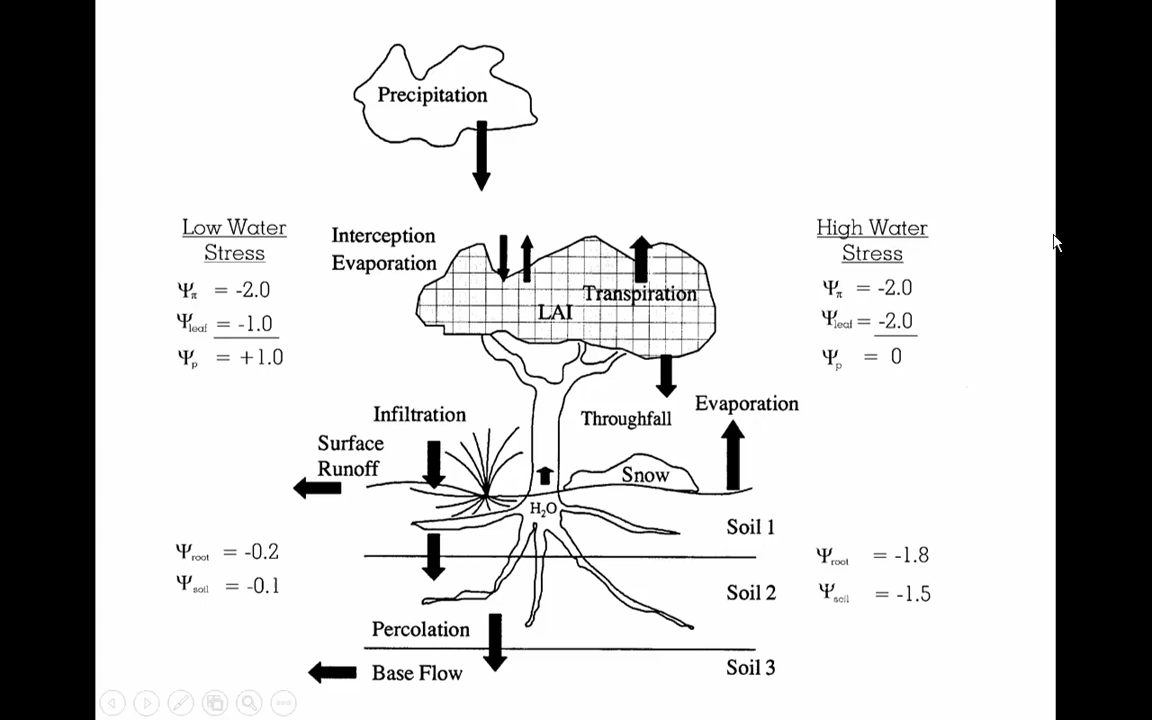 Precipitation
Low Water
Stress
Ψπ = -2.0
Ψleaf = -1.0
Ψp = +1.0
Interception
Evaporation
LAI
Transpiration
High Water
Stress
Ψπ = -2.0
Ψleaf = -2.0
Ψp = 0
Infiltration
Surface
Runoff
Throughfall
Evaporation
Snow
H₂O
Soil 1
Soil 2
Soil 3
Ψroot = -0.2
Ψsoil = -0.1
Ψroot = -1.8
Ψsoil = -1.5
Percolation
Base Flow